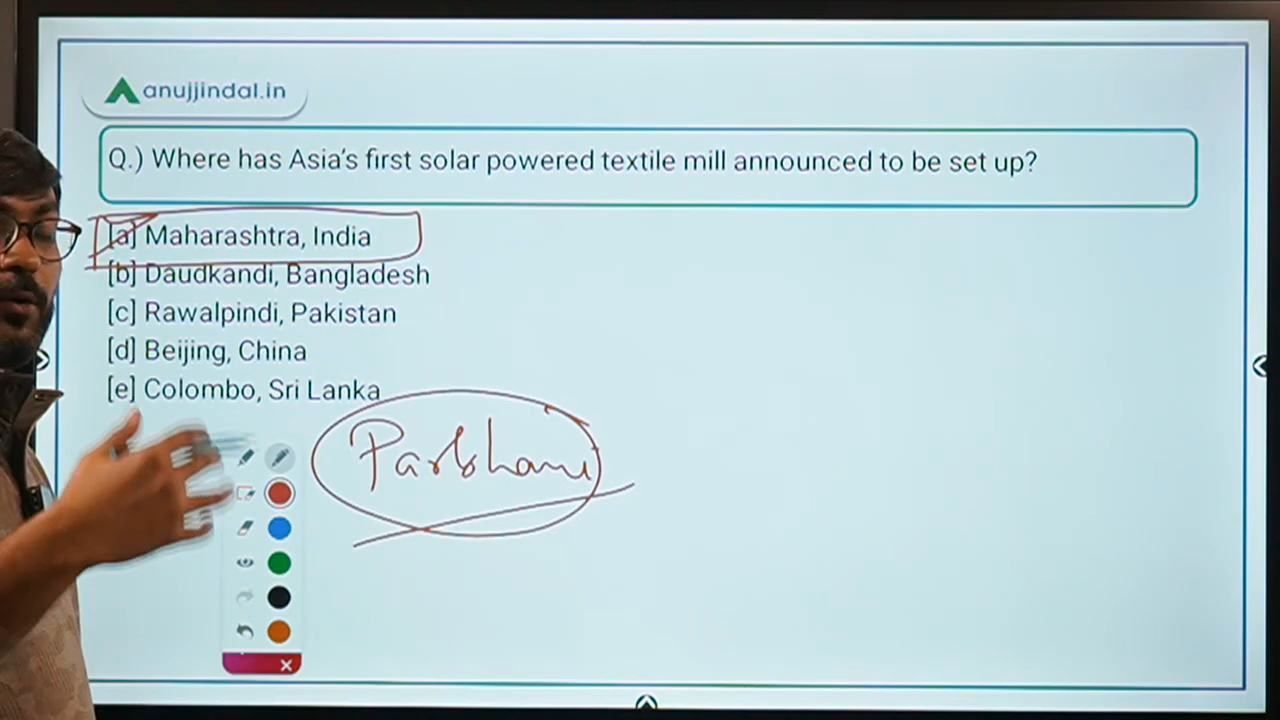 anujjindal.in
Q.) Where has Asia's first solar powered textile mill announced to be set up?
[a] Maharashtra, India
[b] Daudkandi, Bangladesh
[c] Rawalpindi, Pakistan
[d] Beijing, China
[e] Colombo, Sri Lanka
Parbhani